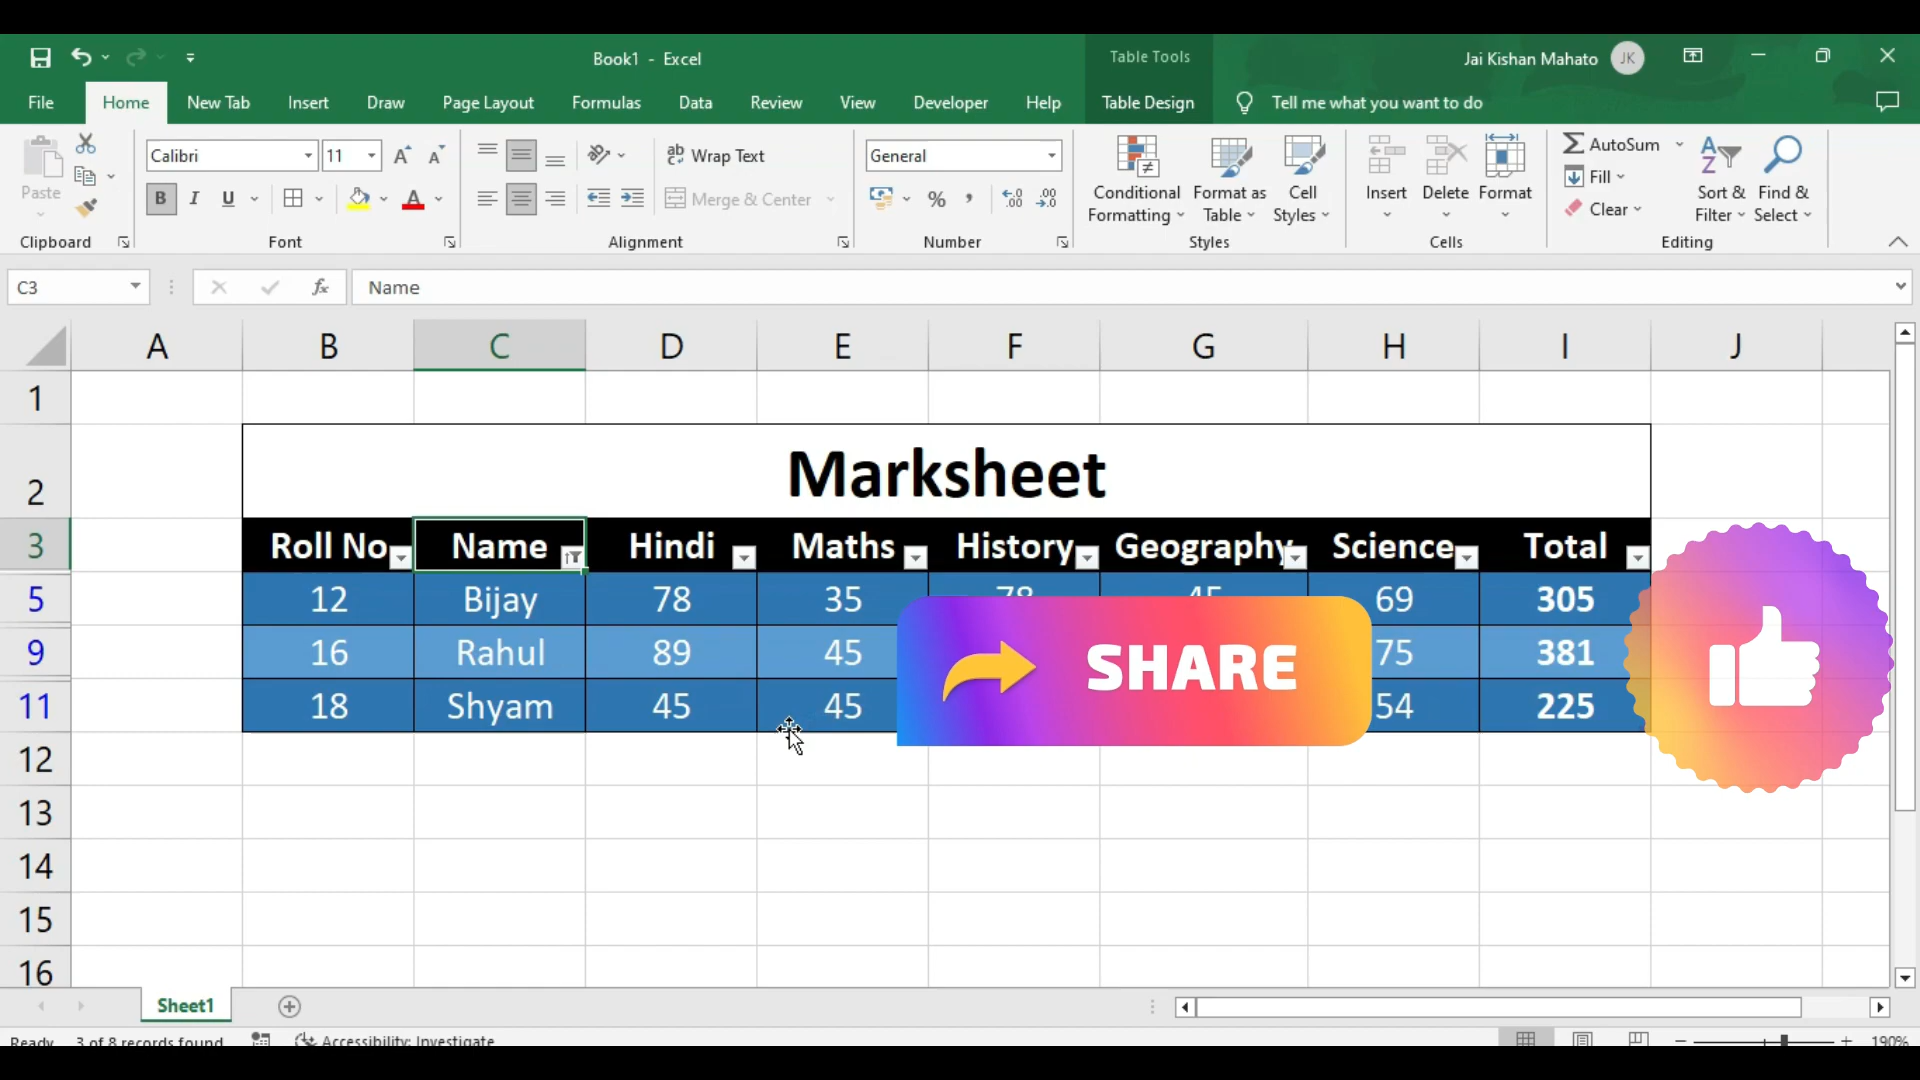 Book1 - Excel
Table Tools
Jai Kishan Mahato JK
File Home New Tab Insert Draw Page Layout Formulas Data Review View Developer Help Table Design Tell me what you want to do
Paste
Clipboard
Calibri 11
B I U
Font
ab Wrap Text
Merge & Center
Alignment
General
%
Number
Conditional Formatting
Format as Table
Cell Styles
Styles
Insert Delete Format
Cells
AutoSum
Fill
Clear
Sort & Filter
Find & Select
Editing
C3 fx Name
A B C D E F G H I J
1
2 Marksheet
3 Roll No Name Hindi Maths History Geography Science Total
5 12 Bijay 78 35 78 45 69 305
9 16 Rahul 89 45 75 381
11 18 Shyam 45 45 54 225
SHARE
12
13
14
15
16
Sheet1
Ready 3 of 8 records found Accessibility: Investigate 190%